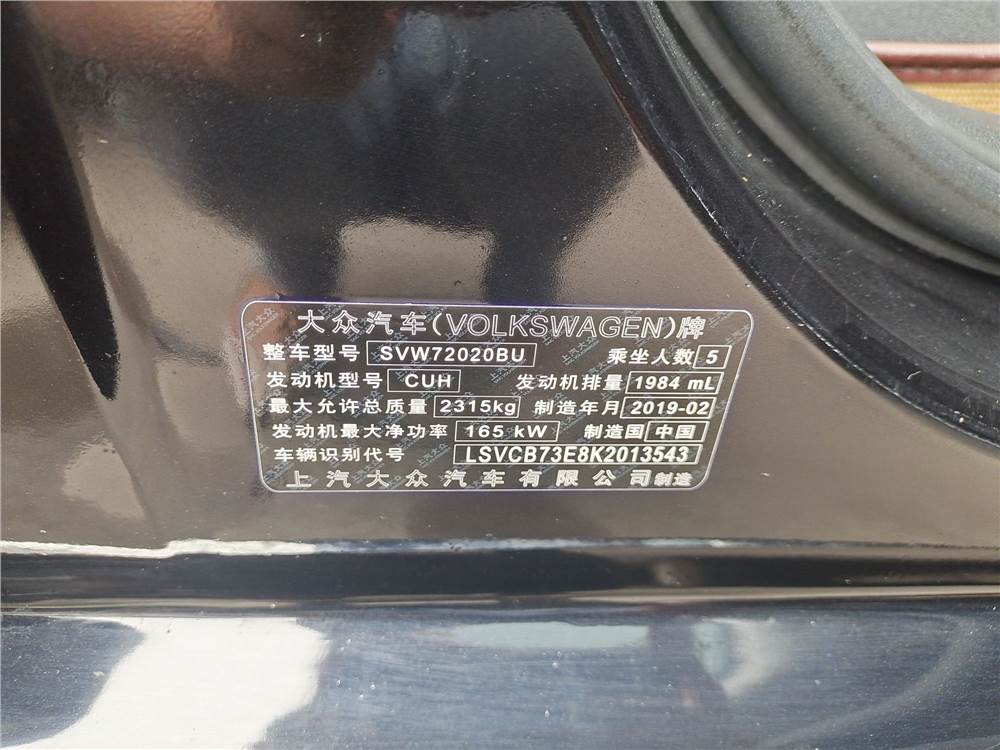 大众汽车(VOLKSWAGEN)牌
整车型号 SVW72020BU 乘坐人数 5
发动机型号 CUH 发动机排量 1984 mL
最大允许总质量 2315kg 制造年月 2019-02
发动机最大净功率 165 kW 制造国 中国
车辆识别代号 LSVCB73E8K2013543
上汽大众汽车有限公司制造